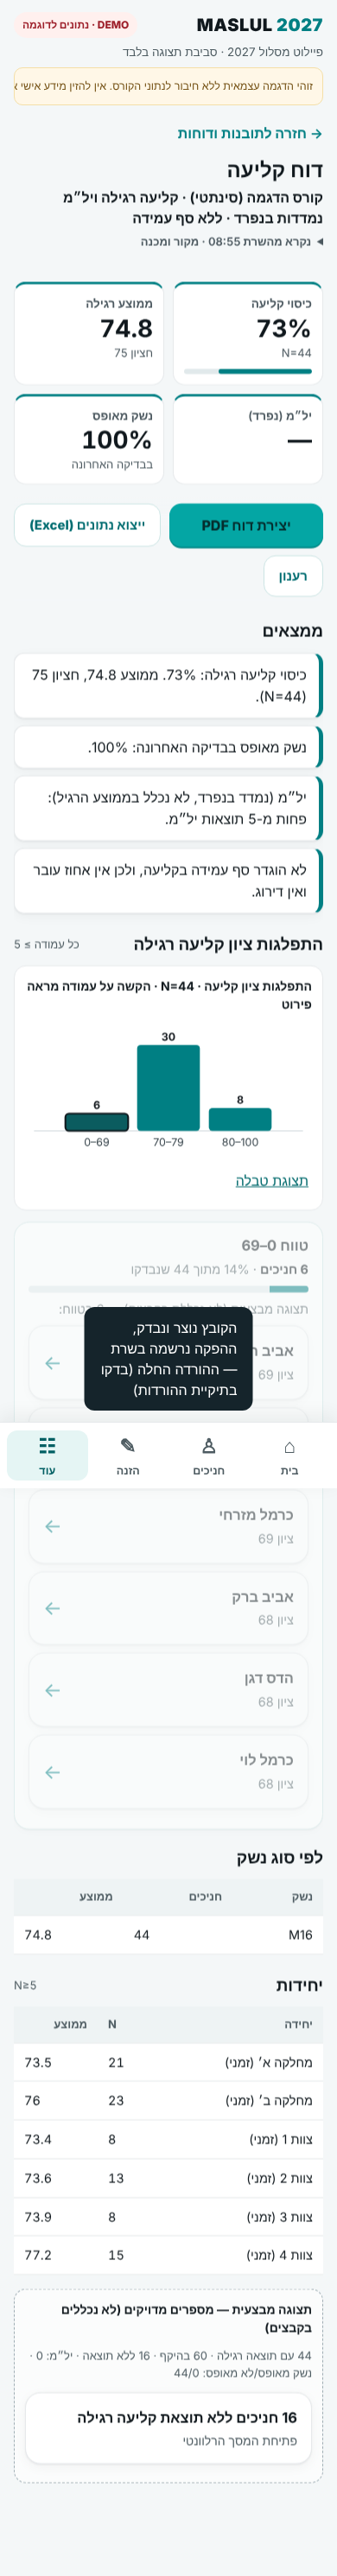 MASLUL 2027
DEMO · נתונים לדוגמה
פיילוט מסלול 2027 · סביבת תצוגה בלבד
זוהי הדגמה עצמאית ללא חיבור לנתוני הקורס. אין להזין מידע אישי
→ חזרה לתובנות ודוחות
דוח קליעה
קורס הדגמה (סינתטי) · קליעה רגילה ויל״מ
נמדדות בנפרד · ללא סף עמידה
◂ נקרא מהשרת 08:55 · מקור ומכנה
כיסוי קליעה
73%
N=44
ממוצע רגילה
74.8
חציון 75
יל״מ (נפרד)
—
נשק מאופס
100%
בבדיקה האחרונה
יצירת דוח PDF
ייצוא נתונים (Excel)
רענון
ממצאים
כיסוי קליעה רגילה: 73%. ממוצע 74.8, חציון 75
(N=44).
נשק מאופס בבדיקה האחרונה: 100%.
יל״מ (נמדד בנפרד, לא נכלל בממוצע הרגיל):
פחות מ-5 תוצאות יל״מ.
לא הוגדר סף עמידה בקליעה, ולכן אין אחוז עובר
ואין דירוג.
התפלגות ציון קליעה רגילה
כל עמודה ≥ 5
התפלגות ציון קליעה · N=44 · הקשה על עמודה מראה
פירוט
6
30
8
0–69
70–79
80–100
תצוגת טבלה
טווח 0–69
6 חניכים · 14% מתוך 44 שנבדקו
הקובץ נוצר ונבדק,
ההפקה נרשמה בשרת
— ההורדה החלה (בדקו
בתיקיית ההורדות)
אביב
ציון 69
←
בית
חניכים
הזנה
עוד
כרמל מזרחי
ציון 69
←
אביב ברק
ציון 68
←
הדס דגן
ציון 68
←
כרמל לוי
ציון 68
←
לפי סוג נשק
נשק חניכים ממוצע
M16 44 74.8
יחידות
N≥5
יחידה N ממוצע
מחלקה א׳ (זמני) 21 73.5
מחלקה ב׳ (זמני) 23 76
צוות 1 (זמני) 8 73.4
צוות 2 (זמני) 13 73.6
צוות 3 (זמני) 8 73.9
צוות 4 (זמני) 15 77.2
תצוגה מבצעית — מספרים מדויקים (לא נכללים
בקבצים)
44 עם תוצאה רגילה · 60 בהיקף · 16 ללא תוצאה · יל״מ: 0 ·
נשק מאופס/לא מאופס: 44/0
16 חניכים ללא תוצאת קליעה רגילה
פתיחת המסך הרלוונטי